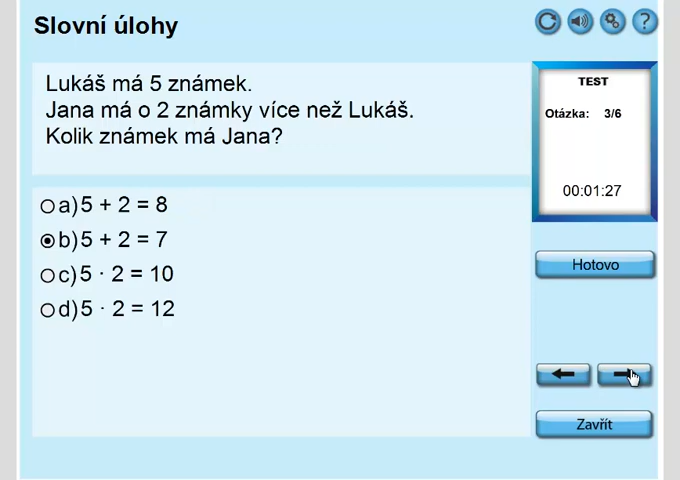 Slovní úlohy
?
Lukáš má 5 známek.
Jana má o 2 známky více než Lukáš.
Kolik známek má Jana?
TEST
Otázka: 3/6
00:01:27
a) 5 + 2 = 8
b) 5 + 2 = 7
c) 5 · 2 = 10
d) 5 · 2 = 12
Hotovo
Zavřít